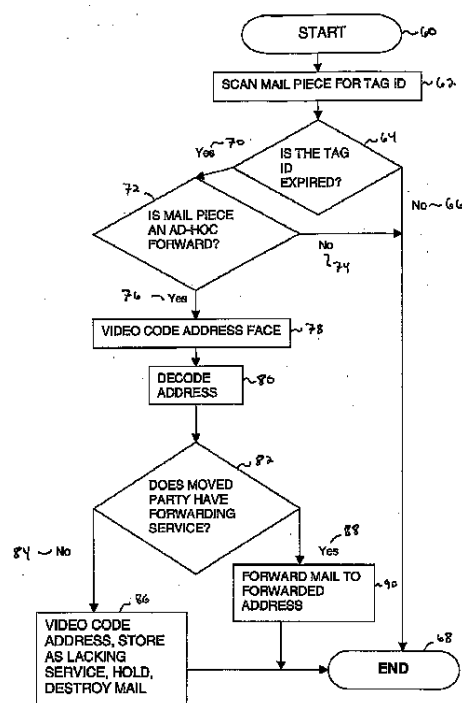 START
60
SCAN MAIL PIECE FOR TAG ID
62
Yes
70
64
IS THE TAG
ID
EXPIRED?
72
No
66
IS MAIL PIECE
AN AD-HOC
FORWARD?
No
74
76
Yes
VIDEO CODE ADDRESS FACE
78
DECODE
ADDRESS
80
82
DOES MOVED
PARTY HAVE
FORWARDING
SERVICE?
84
No
88
Yes
86
FORWARD MAIL TO
FORWARDED
ADDRESS
90
VIDEO CODE
ADDRESS, STORE
AS LACKING
SERVICE, HOLD,
DESTROY MAIL
68
END